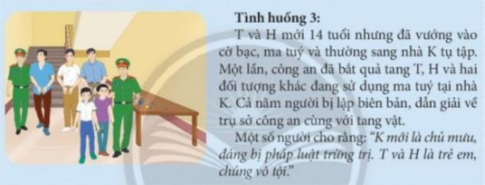 Tình huống 3:
T và H mới 14 tuổi nhưng đã vướng vào
cờ bạc, ma tuý và thường sang nhà K tụ tập.
Một lần, công an đã bắt quả tang T, H và hai
đối tượng khác đang sử dụng ma tuý tại nhà
K. Cả năm người bị lập biên bản, dẫn giải về
trụ sở công an cùng với tang vật.
Một số người cho rằng: "K mới là chủ mưu,
đáng bị pháp luật trừng trị. T và H là trẻ em,
chúng vô tội."